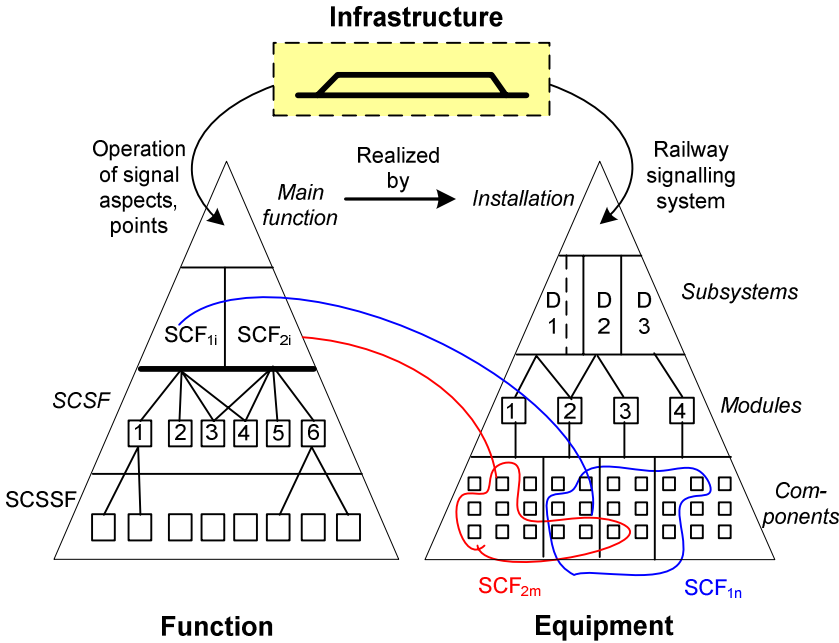 Infrastructure
Operation
of signal
aspects,
points
Main
function
Realized
by
Installation
Railway
signalling
system
Subsystems
D
1
D
2
D
3
SCF1i
SCF2i
SCSF
1
2
3
4
5
6
1
2
3
4
Modules
SCSSF
Com-
ponents
SCF2m
SCF1n
Function
Equipment